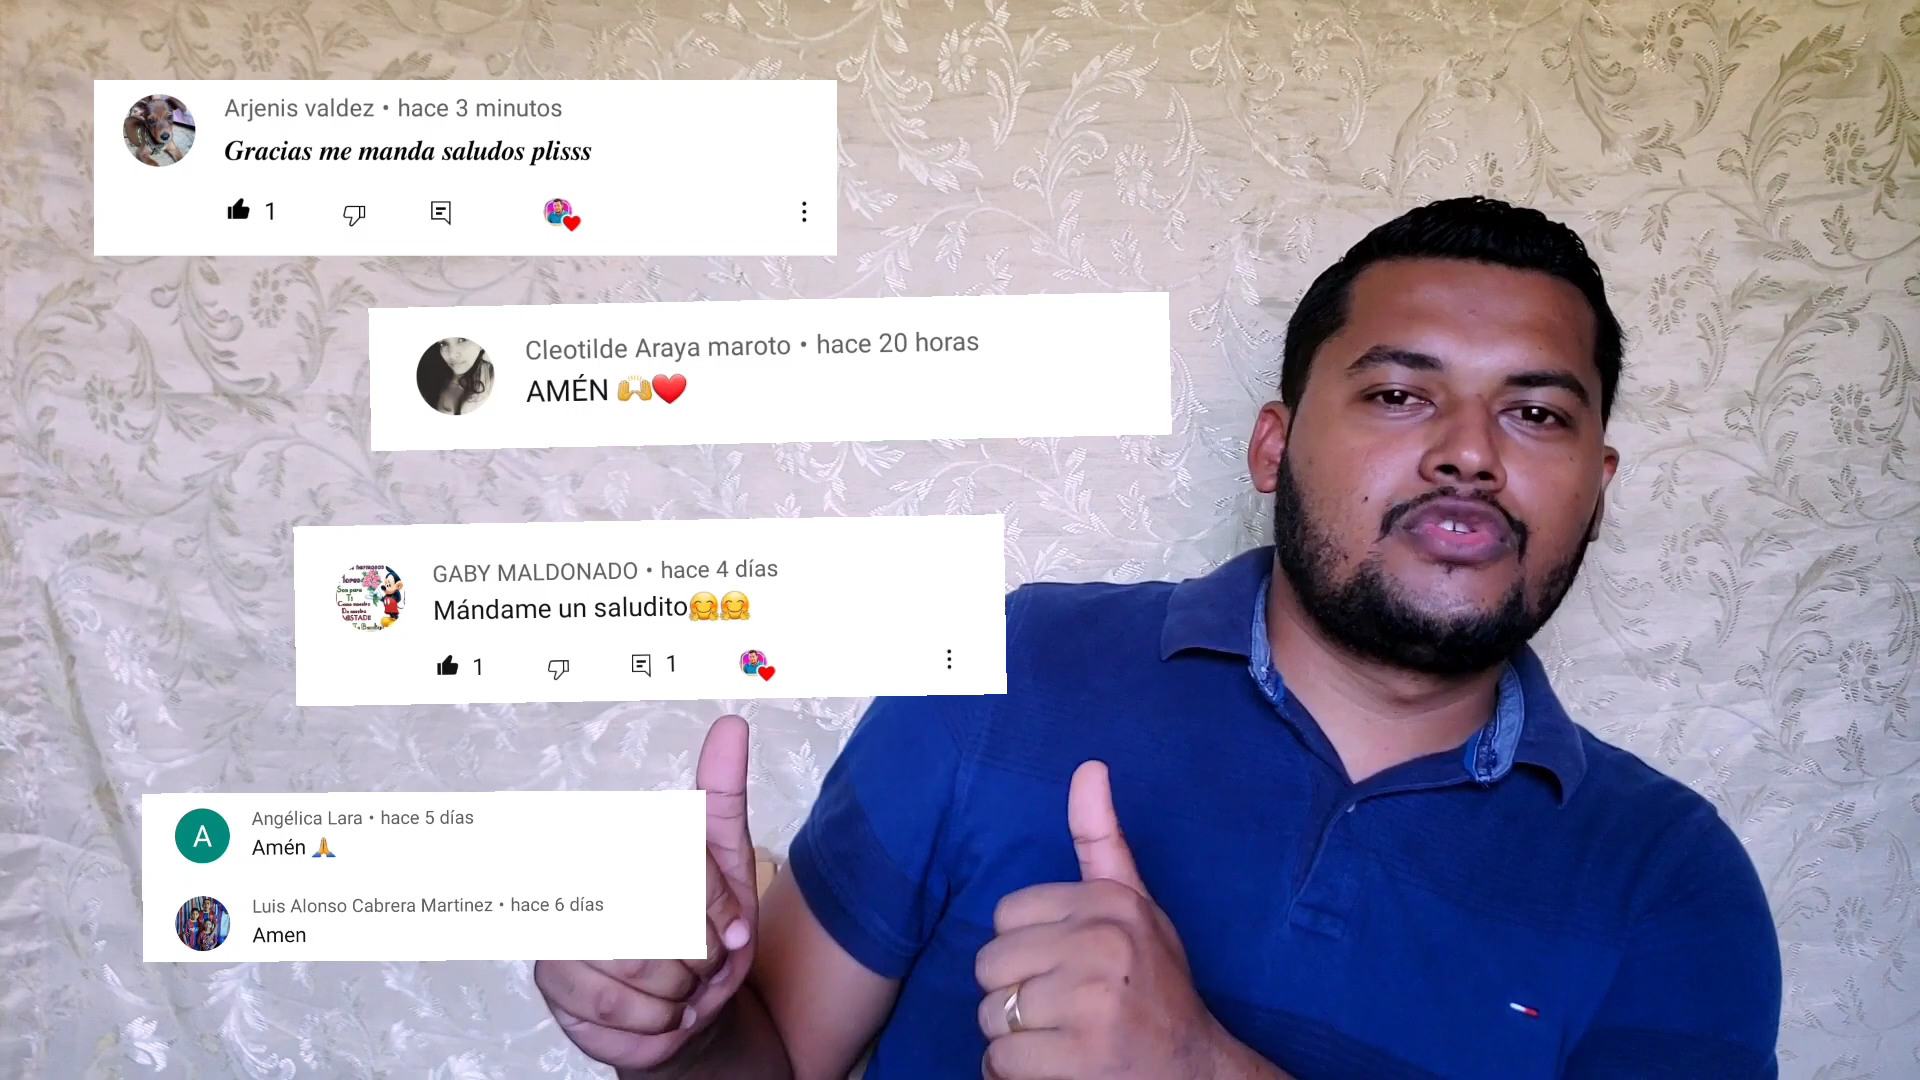 Arjenis valdez • hace 3 minutos
Gracias me manda saludos plisss
1
Cleotilde Araya maroto • hace 20 horas
AMÉN 🙌❤️
GABY MALDONADO • hace 4 días
Mándame un saludito🤗🤗
1 1
A
Angélica Lara • hace 5 días
Amén 🙏
Luis Alonso Cabrera Martinez • hace 6 días
Amen